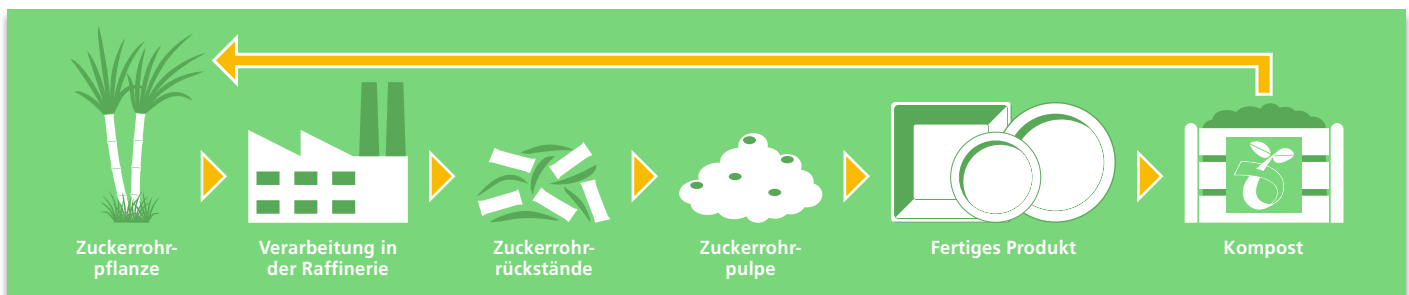 Zuckerrohr-
pflanze
Verarbeitung in
der Raffinerie
Zuckerrohr-
rückstände
Zuckerrohr-
pulpe
Fertiges Produkt
Kompost